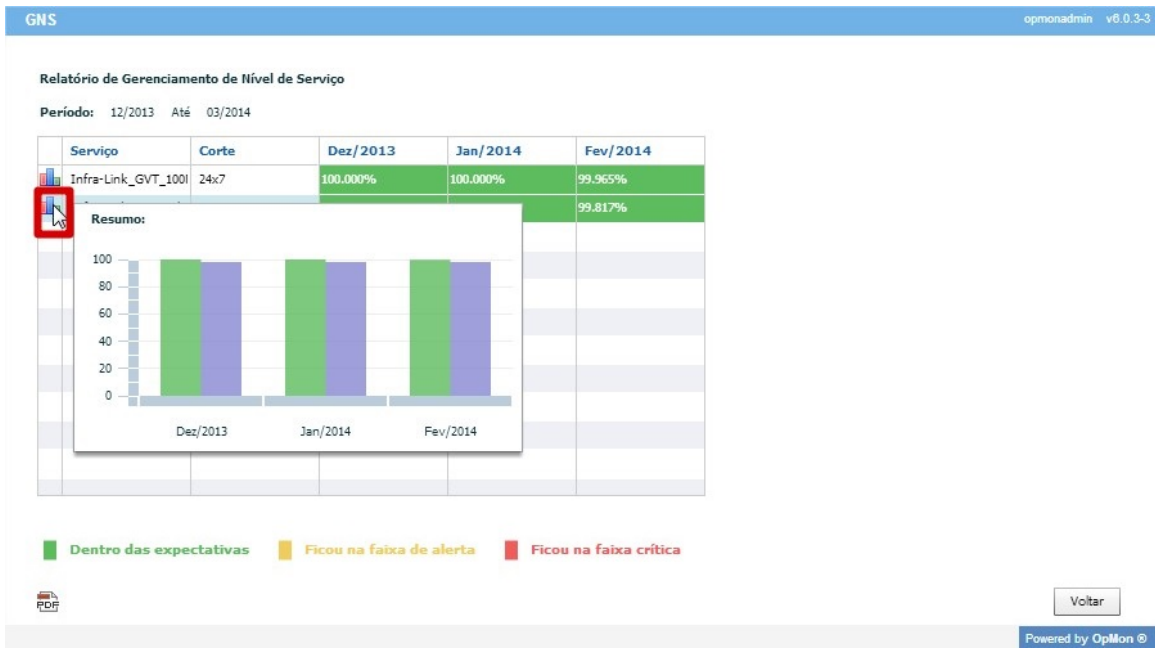 GNS opmonadmin v6.0.3-3
Relatório de Gerenciamento de Nível de Serviço
Período: 12/2013 Até 03/2014
Serviço Corte Dez/2013 Jan/2014 Fev/2014
Infra-Link_GVT_100 24x7 100.000% 100.000% 99.965%
99.817%
Resumo:
100
80
60
40
20
0
Dez/2013 Jan/2014 Fev/2014
Dentro das expectativas Ficou na faixa de alerta Ficou na faixa crítica
PDF Voltar
Powered by OpMon ®